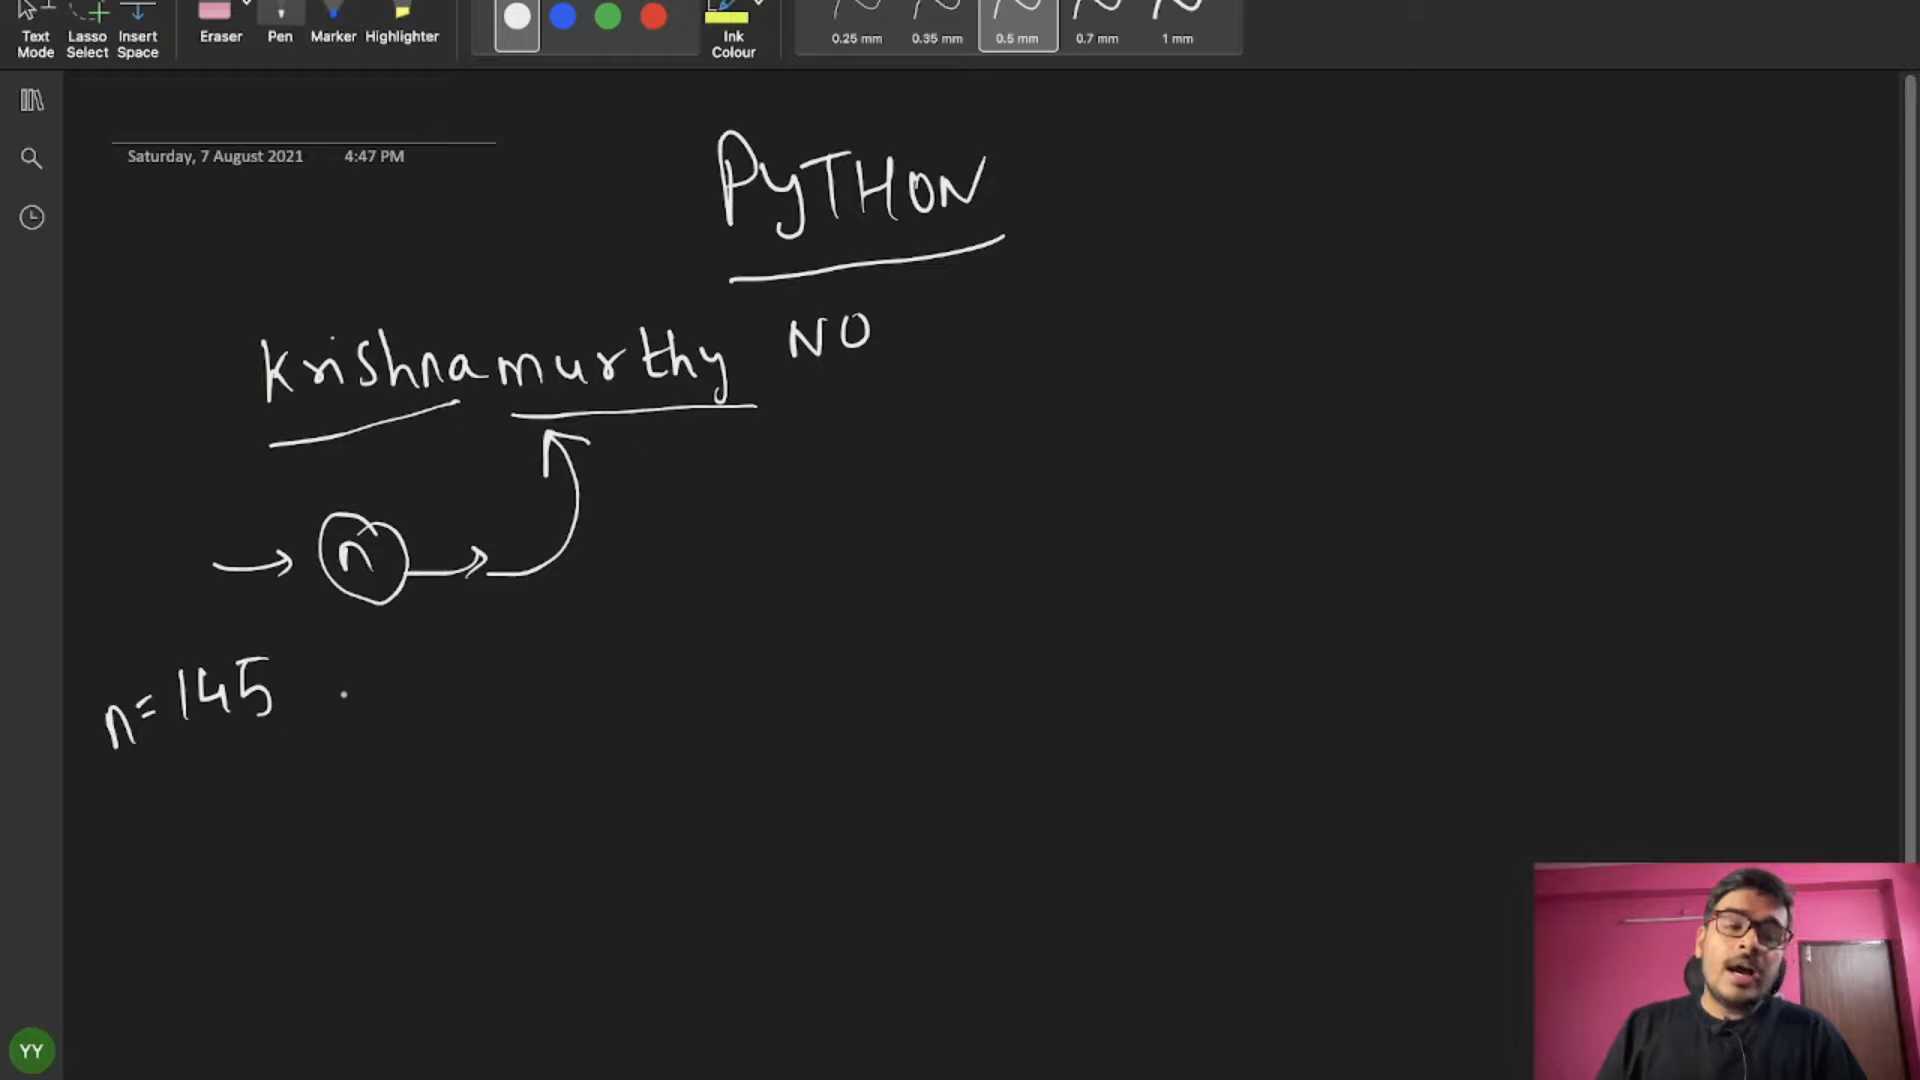 Text Mode
Lasso Select
Insert Space
Eraser
Pen
Marker
Highlighter
Ink Colour
0.25 mm
0.35 mm
0.5 mm
0.7 mm
1 mm
Saturday, 7 August 2021 4:47 PM
PyTHON
Krishnamurthy NO
n
n = 145
YY